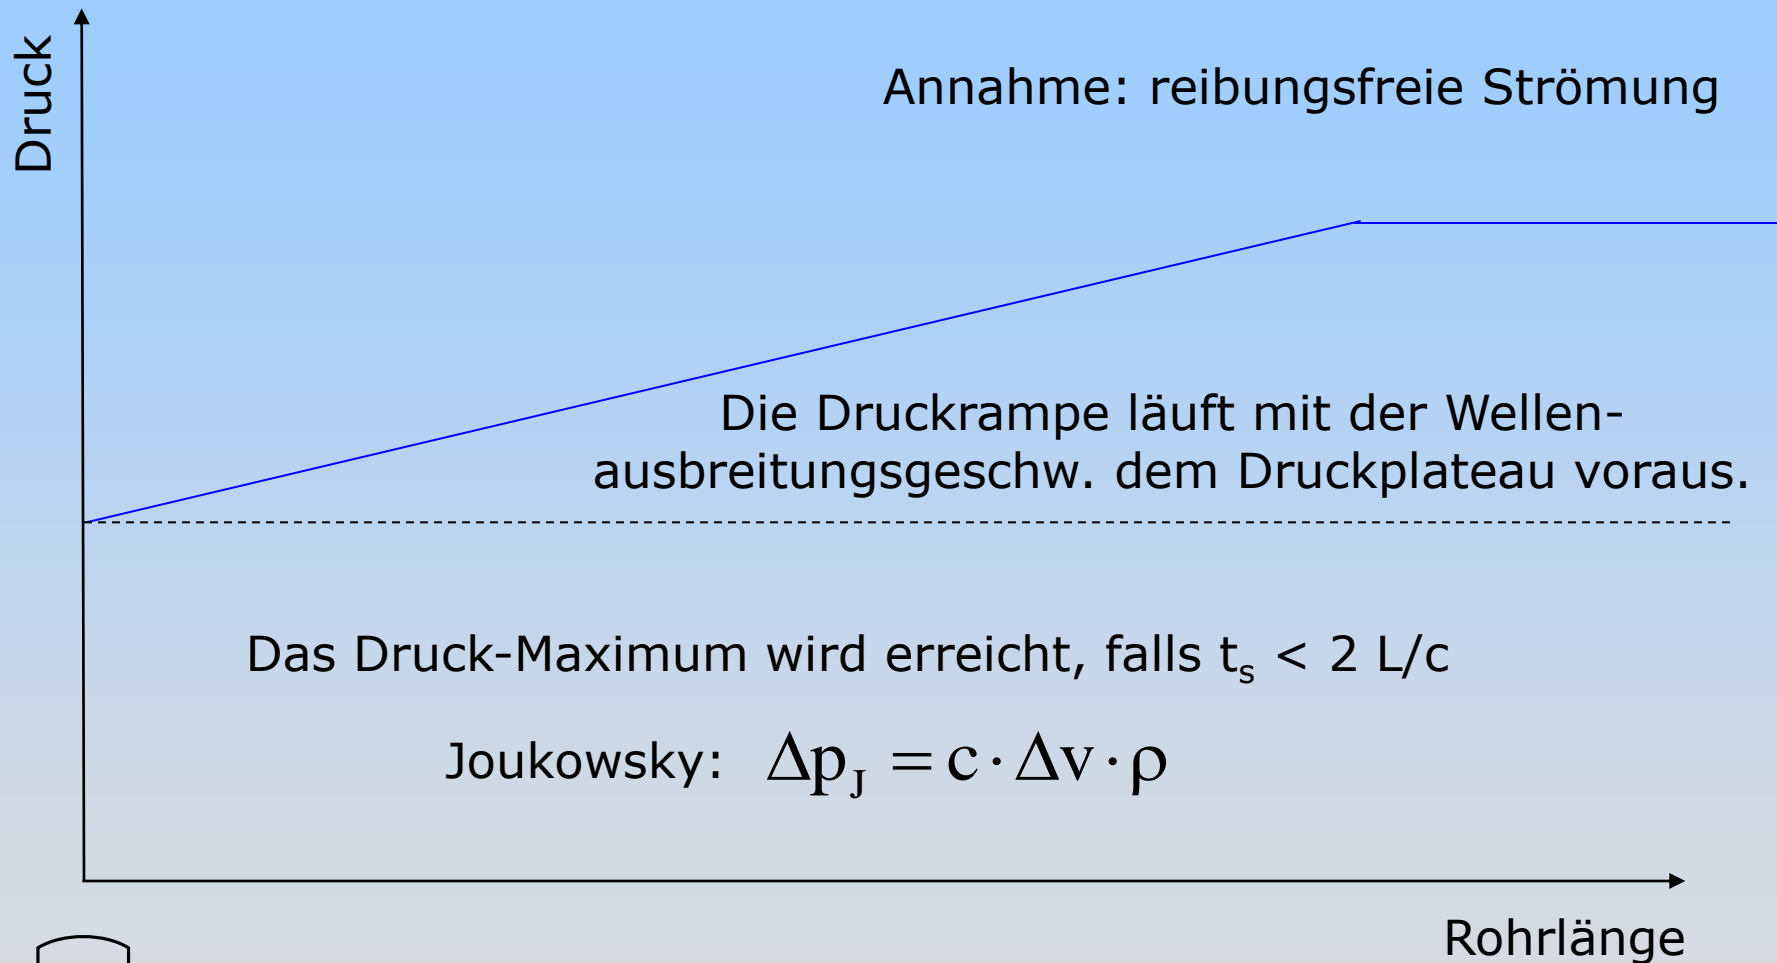 Druck
Annahme: reibungsfreie Strömung
Die Druckrampe läuft mit der Wellen-
ausbreitungsgeschw. dem Druckplateau voraus.
Das Druck-Maximum wird erreicht, falls tₛ < 2 L/c
Joukowsky: Δp_J = c · Δv · ρ
Rohrlänge